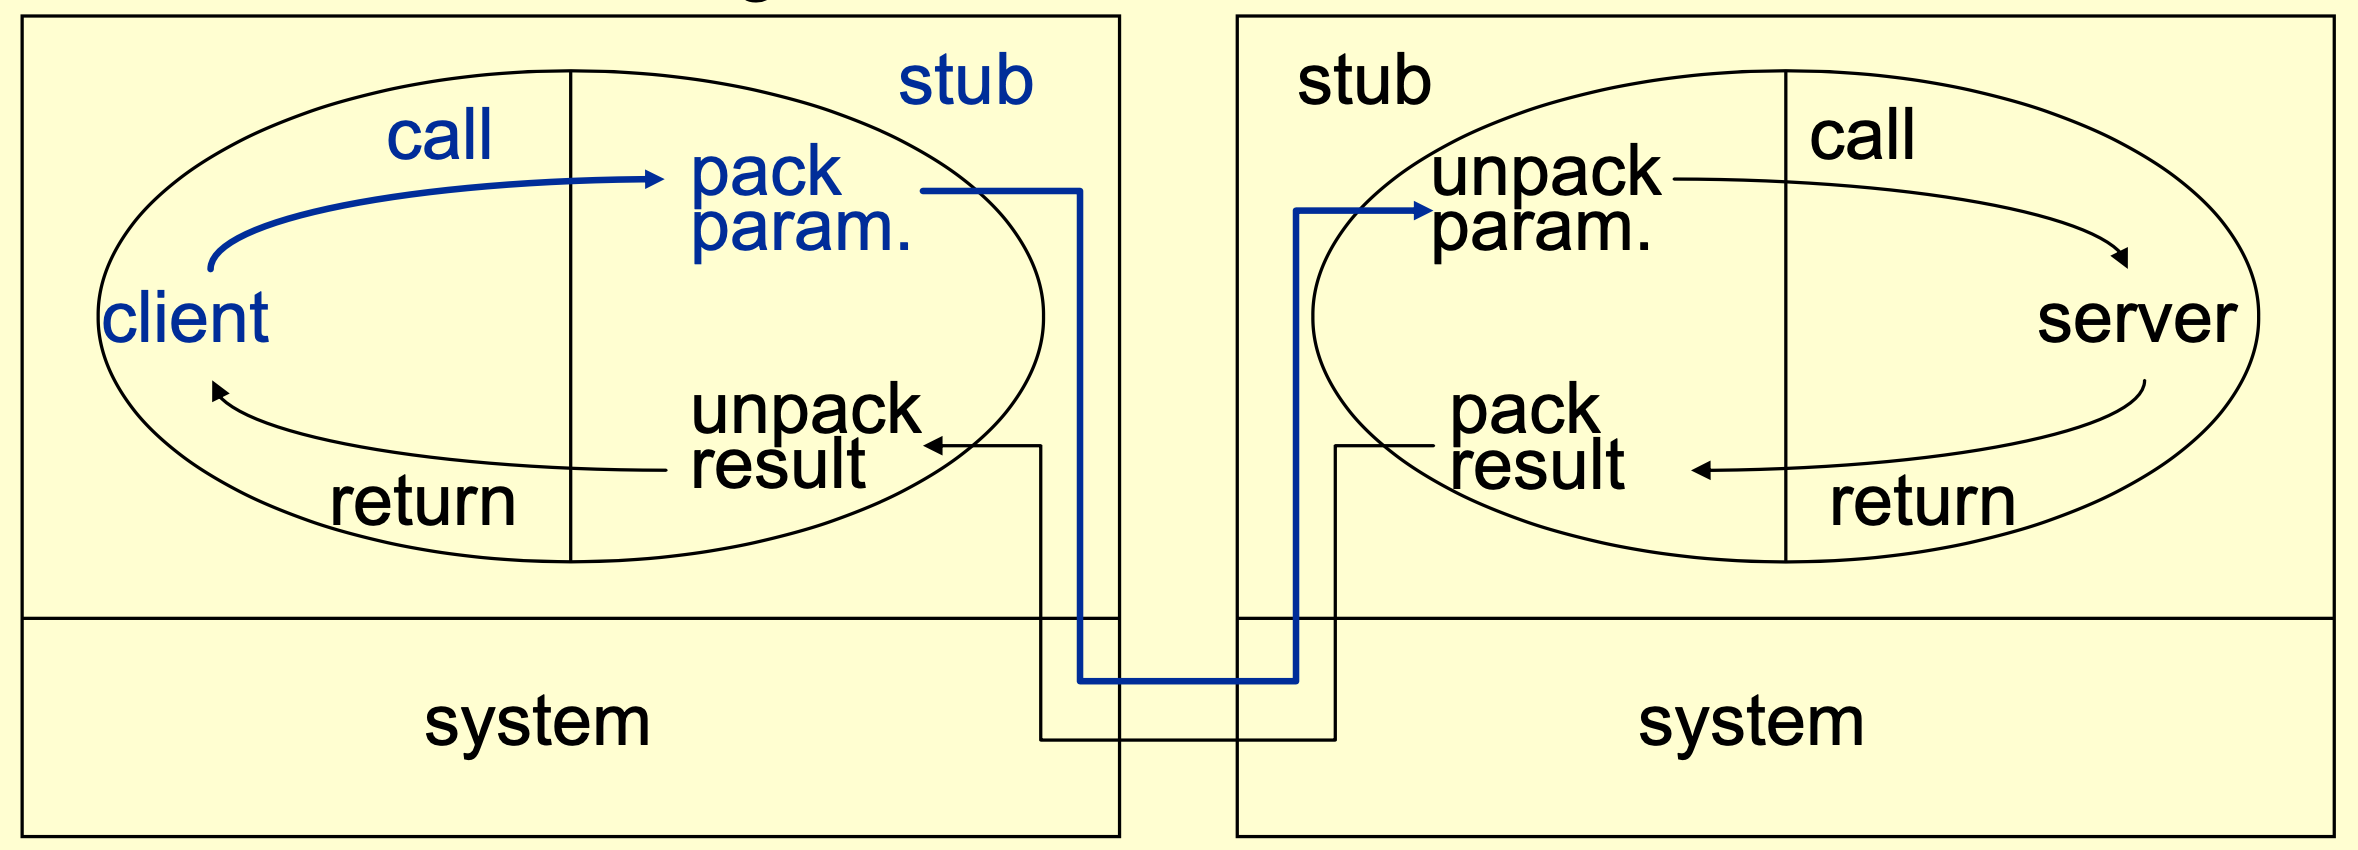 stub
call
pack
param.
client
unpack
result
return
system
stub
call
unpack
param.
server
pack
result
return
system